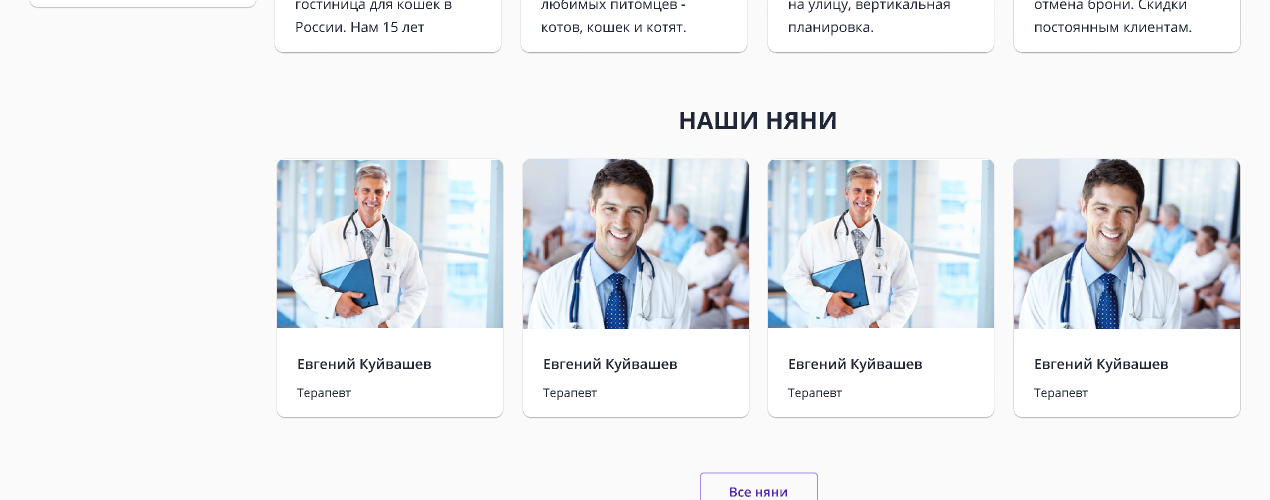 гостиница для кошек в
России. Нам 15 лет
любимых питомцев -
котов, кошек и котят.
на улицу, вертикальная
планировка.
отмена брони. Скидки
постоянным клиентам.
НАШИ НЯНИ
Евгений Куйвашев
Терапевт
Евгений Куйвашев
Терапевт
Евгений Куйвашев
Терапевт
Евгений Куйвашев
Терапевт
Все няни